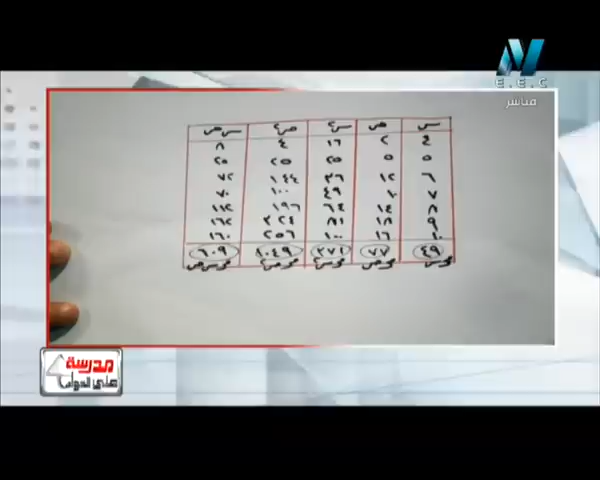 N
E.E.C
مباشر
س ص س٢ ص٢ س ص
٤ ٢ ١٦ ٤ ٨
٥ ٥ ٢٥ ٢٥ ٢٥
٦ ١٢ ٣٦ ١٤٤ ٧٢
٧ ١٠ ٤٩ ١٠٠ ٧٠
٨ ١٤ ٦٤ ١٩٦ ١١٢
٩ ١٨ ٨١ ٣٢٤ ١٦٢
١٠ ١٦ ١٠٠ ٢٥٦ ١٦٠
٤٩ ٧٧ ٣٧١ ١٠٤٩ ٦٠٩
مدرسة
على الهواء